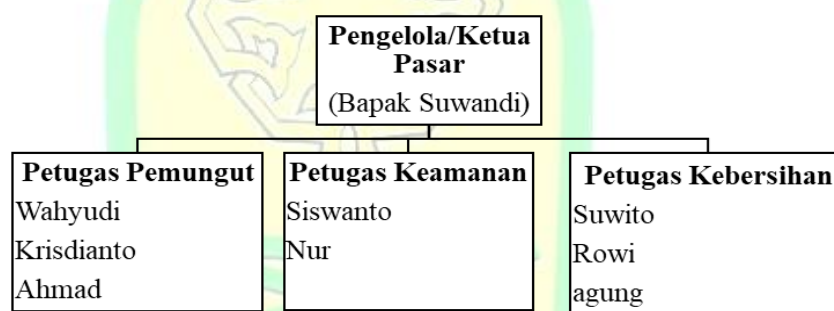 Pengelola/Ketua
Pasar
(Bapak Suwandi)
Petugas Pemungut
Wahyudi
Krisdianto
Ahmad
Petugas Keamanan
Siswanto
Nur
Petugas Kebersihan
Suwito
Rowi
agung